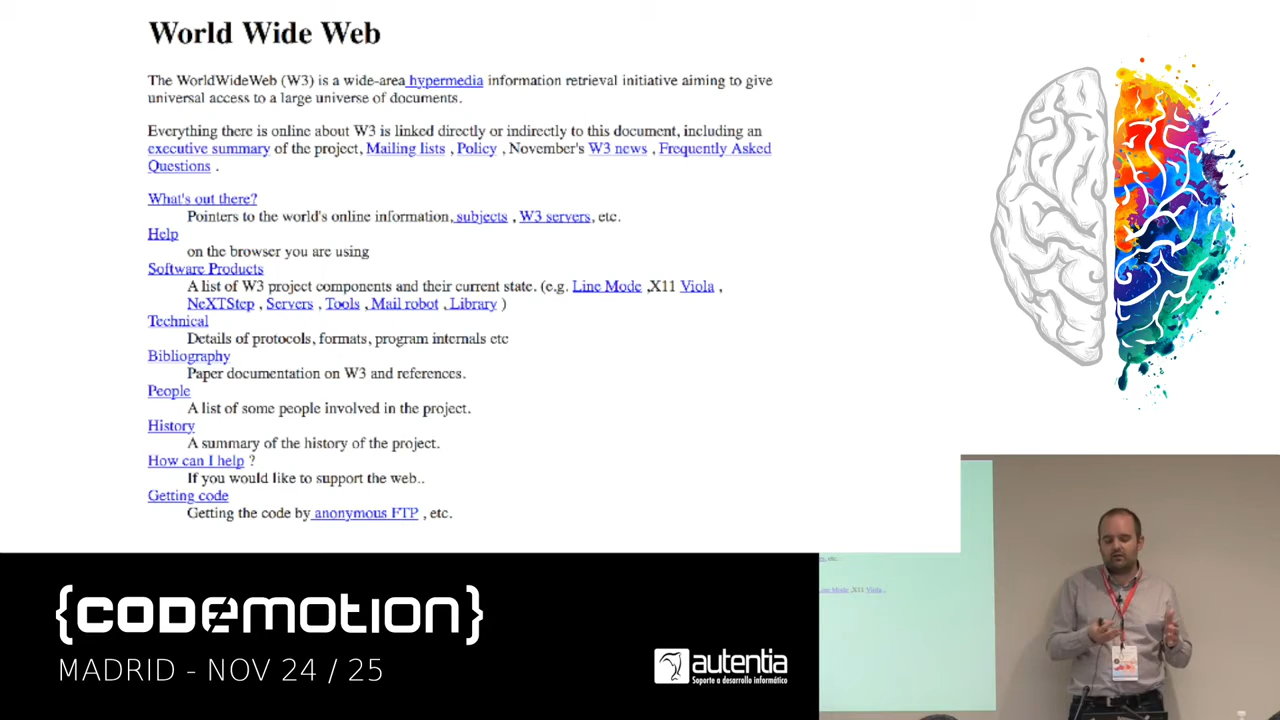 World Wide Web
The WorldWideWeb (W3) is a wide-area hypermedia information retrieval initiative aiming to give
universal access to a large universe of documents.
Everything there is online about W3 is linked directly or indirectly to this document, including an
executive summary of the project, Mailing lists , Policy , November's W3 news , Frequently Asked
Questions .
What's out there?
Pointers to the world's online information, subjects , W3 servers, etc.
Help
on the browser you are using
Software Products
A list of W3 project components and their current state. (e.g. Line Mode ,X11 Viola ,
NeXTStep , Servers , Tools , Mail robot , Library )
Technical
Details of protocols, formats, program internals etc
Bibliography
Paper documentation on W3 and references.
People
A list of some people involved in the project.
History
A summary of the history of the project.
How can I help ?
If you would like to support the web..
Getting code
Getting the code by anonymous FTP , etc.
, etc.
Line Mode ,X11 Viola ,
{CODEMOTION}
MADRID - NOV 24 / 25
autentia
Soporte a desarrollo informático